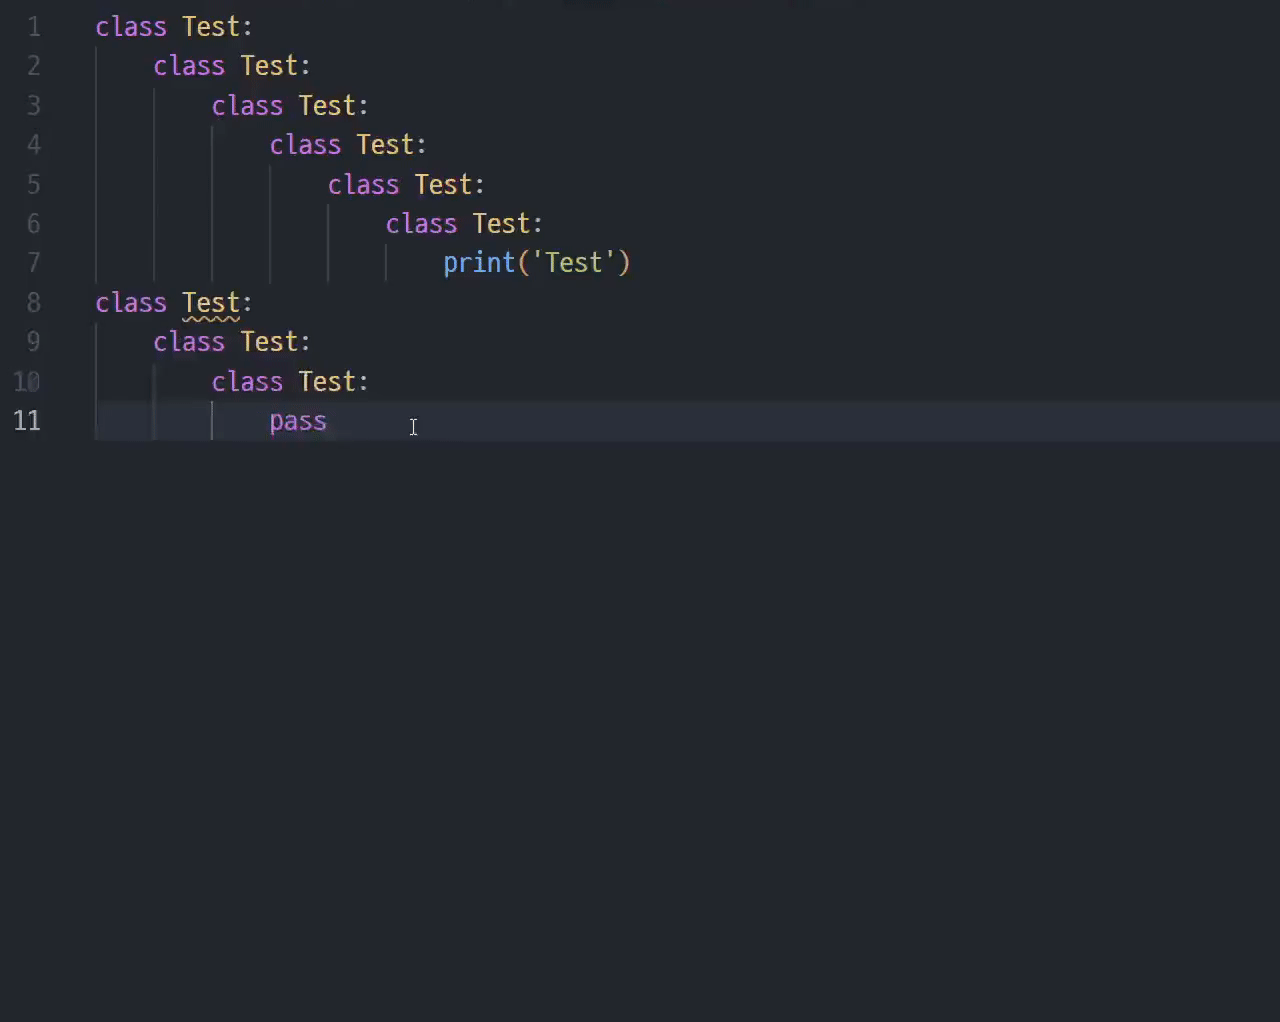 1 class Test:
2     class Test:
3         class Test:
4             class Test:
5                 class Test:
6                     class Test:
7                         print('Test')
8 class Test:
9     class Test:
10         class Test:
11             pass